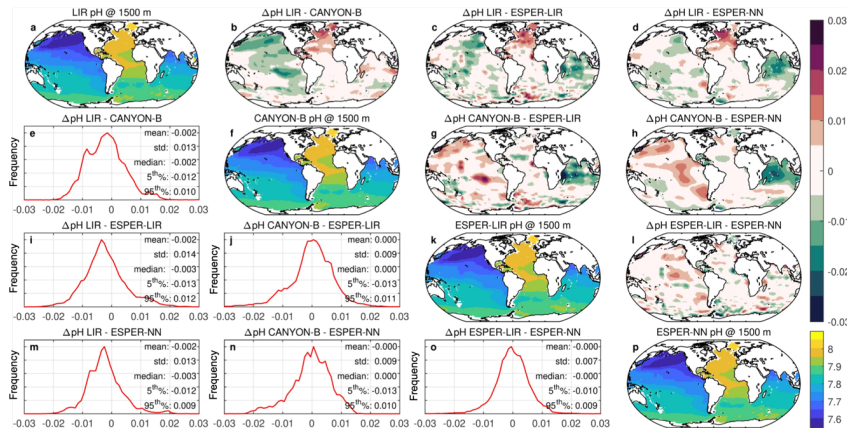 LIR pH @ 1500 m
ΔpH LIR - CANYON-B
ΔpH LIR - ESPER-LIR
ΔpH LIR - ESPER-NN
a
b
c
d
0.03
0.02
0.01
0
-0.01
-0.02
-0.03
ΔpH LIR - CANYON-B
CANYON-B pH @ 1500 m
ΔpH CANYON-B - ESPER-LIR
ΔpH CANYON-B - ESPER-NN
e
mean: -0.002
std: 0.013
median: -0.002
5th%: -0.012
95th%: 0.010
Frequency
-0.03 -0.02 -0.01 0 0.01 0.02 0.03
f
g
h
ΔpH LIR - ESPER-LIR
ΔpH CANYON-B - ESPER-LIR
ESPER-LIR pH @ 1500 m
ΔpH ESPER-LIR - ESPER-NN
i
mean: -0.002
std: 0.014
median: -0.003
5th%: -0.013
95th%: 0.012
Frequency
-0.03 -0.02 -0.01 0 0.01 0.02 0.03
j
mean: 0.000
std: 0.009
median: 0.000
5th%: -0.013
95th%: 0.011
Frequency
-0.03 -0.02 -0.01 0 0.01 0.02 0.03
k
l
ΔpH LIR - ESPER-NN
ΔpH CANYON-B - ESPER-NN
ΔpH ESPER-LIR - ESPER-NN
ESPER-NN pH @ 1500 m
m
mean: -0.002
std: 0.013
median: -0.003
5th%: -0.012
95th%: 0.009
Frequency
-0.03 -0.02 -0.01 0 0.01 0.02 0.03
n
mean: -0.000
std: 0.009
median: 0.000
5th%: -0.013
95th%: 0.010
Frequency
-0.03 -0.02 -0.01 0 0.01 0.02 0.03
o
mean: -0.000
std: 0.007
median: -0.000
5th%: -0.010
95th%: 0.009
Frequency
-0.03 -0.02 -0.01 0 0.01 0.02 0.03
p
8
7.9
7.8
7.7
7.6